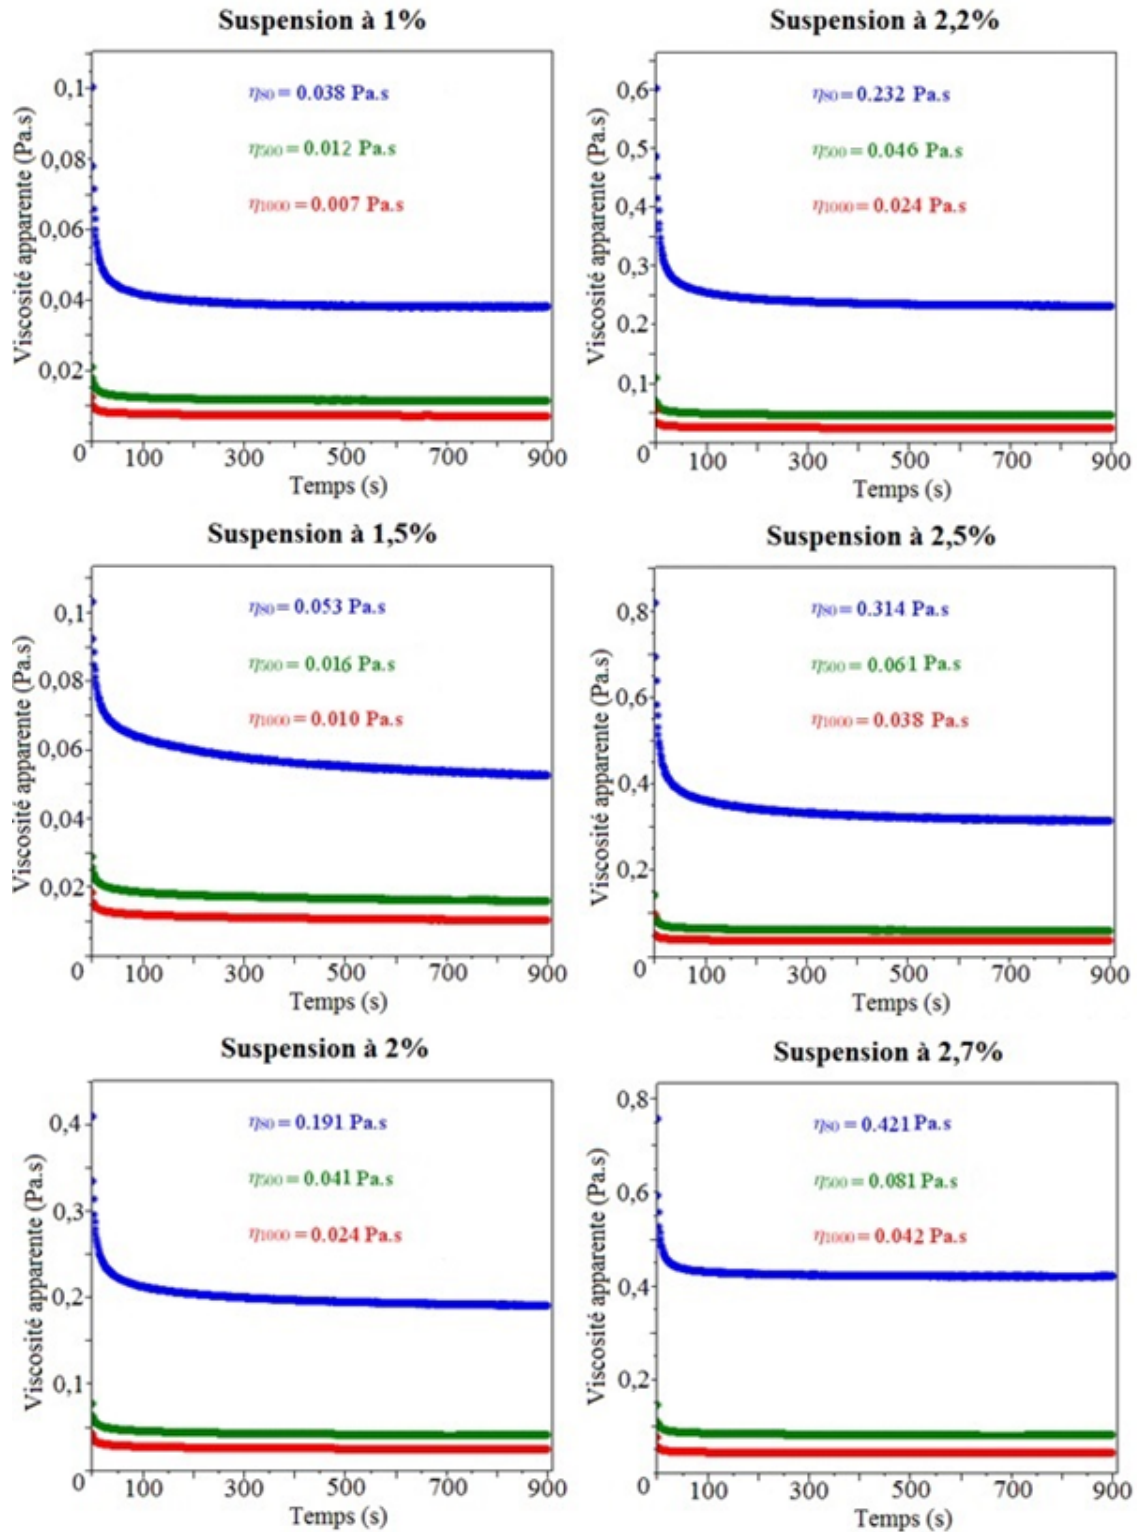 Suspension à 1%
Viscosité apparente (Pa.s)
0,1
0,08
0,06
0,04
0,02
0
η80 = 0.038 Pa.s
η500 = 0.012 Pa.s
η1000 = 0.007 Pa.s
0 100 300 500 700 900
Temps (s)
Suspension à 2,2%
Viscosité apparente (Pa.s)
0,6
0,5
0,4
0,3
0,2
0,1
η80 = 0.232 Pa.s
η500 = 0.046 Pa.s
η1000 = 0.024 Pa.s
0 100 300 500 700 900
Temps (s)
Suspension à 1,5%
Viscosité apparente (Pa.s)
0,1
0,08
0,06
0,04
0,02
η80 = 0.053 Pa.s
η500 = 0.016 Pa.s
η1000 = 0.010 Pa.s
0 100 300 500 700 900
Temps (s)
Suspension à 2,5%
Viscosité apparente (Pa.s)
0,8
0,6
0,4
0,2
η80 = 0.314 Pa.s
η500 = 0.061 Pa.s
η1000 = 0.038 Pa.s
0 100 300 500 700 900
Temps (s)
Suspension à 2%
Viscosité apparente (Pa.s)
0,4
0,3
0,2
0,1
η80 = 0.191 Pa.s
η500 = 0.041 Pa.s
η1000 = 0.024 Pa.s
0 100 300 500 700 900
Temps (s)
Suspension à 2,7%
Viscosité apparente (Pa.s)
0,8
0,6
0,4
0,2
η80 = 0.421 Pa.s
η500 = 0.081 Pa.s
η1000 = 0.042 Pa.s
0 100 300 500 700 900
Temps (s)